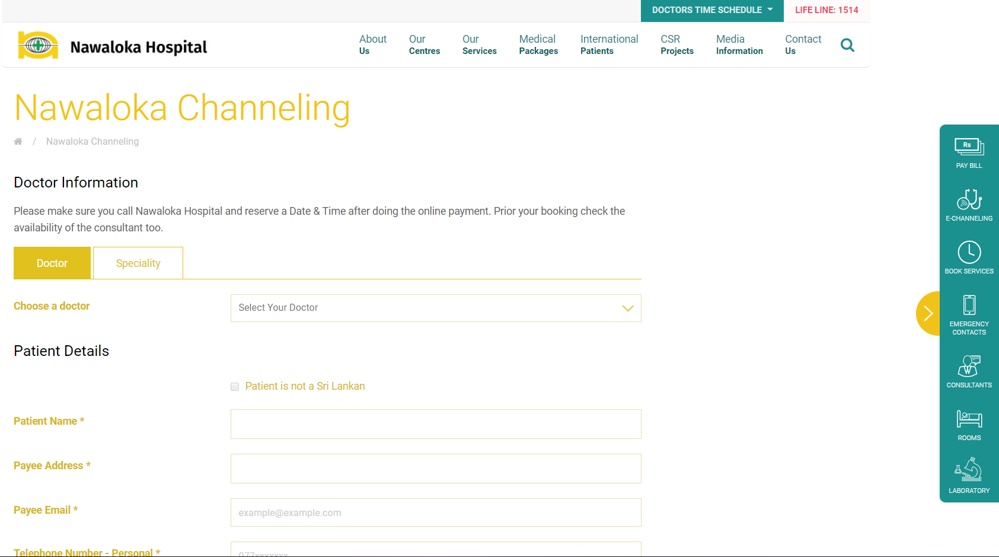 DOCTORS TIME SCHEDULE
LIFE LINE: 1514
Nawaloka Hospital
About Us
Our Centres
Our Services
Medical Packages
International Patients
CSR Projects
Media Information
Contact Us
Nawaloka Channeling
/ Nawaloka Channeling
Doctor Information
Please make sure you call Nawaloka Hospital and reserve a Date & Time after doing the online payment. Prior your booking check the
availability of the consultant too.
Doctor
Speciality
Choose a doctor
Select Your Doctor
Patient Details
Patient is not a Sri Lankan
Patient Name *
Payee Address *
Payee Email *
example@example.com
Telephone Number - Personal *
077xxxxxxx
Rs
PAY BILL
E-CHANNELING
BOOK SERVICES
EMERGENCY
CONTACTS
CONSULTANTS
ROOMS
LABORATORY